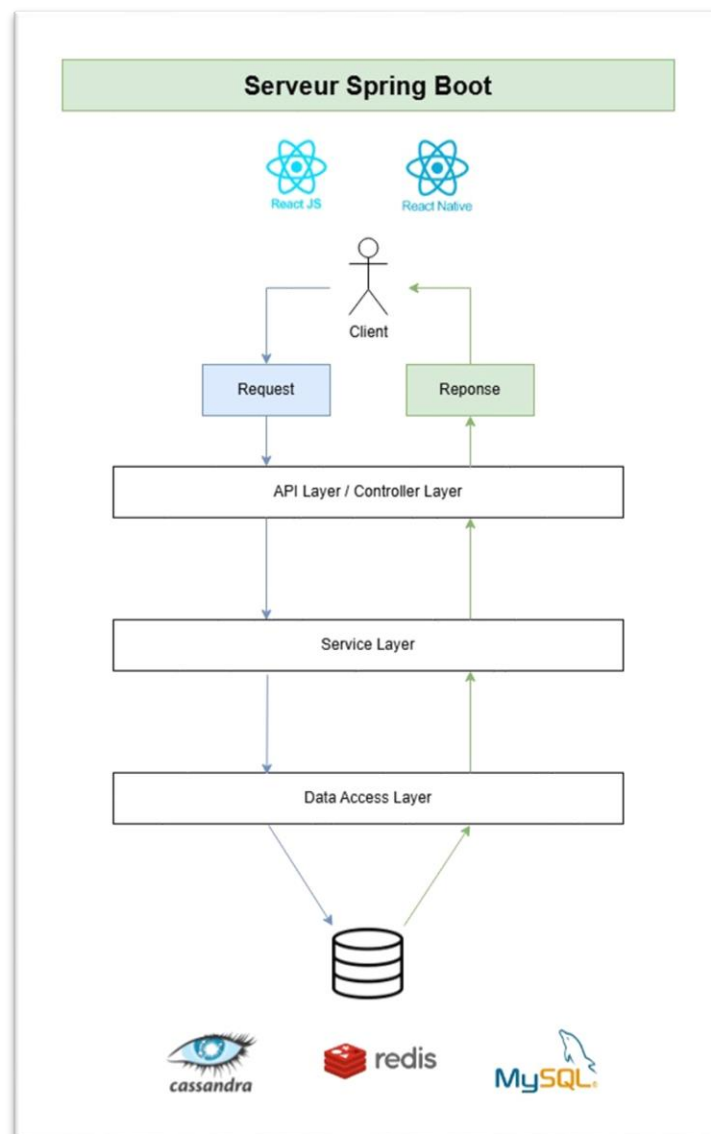 Serveur Spring Boot
React JS
React Native
Client
Request
Reponse
API Layer / Controller Layer
Service Layer
Data Access Layer
cassandra
redis
MySQL